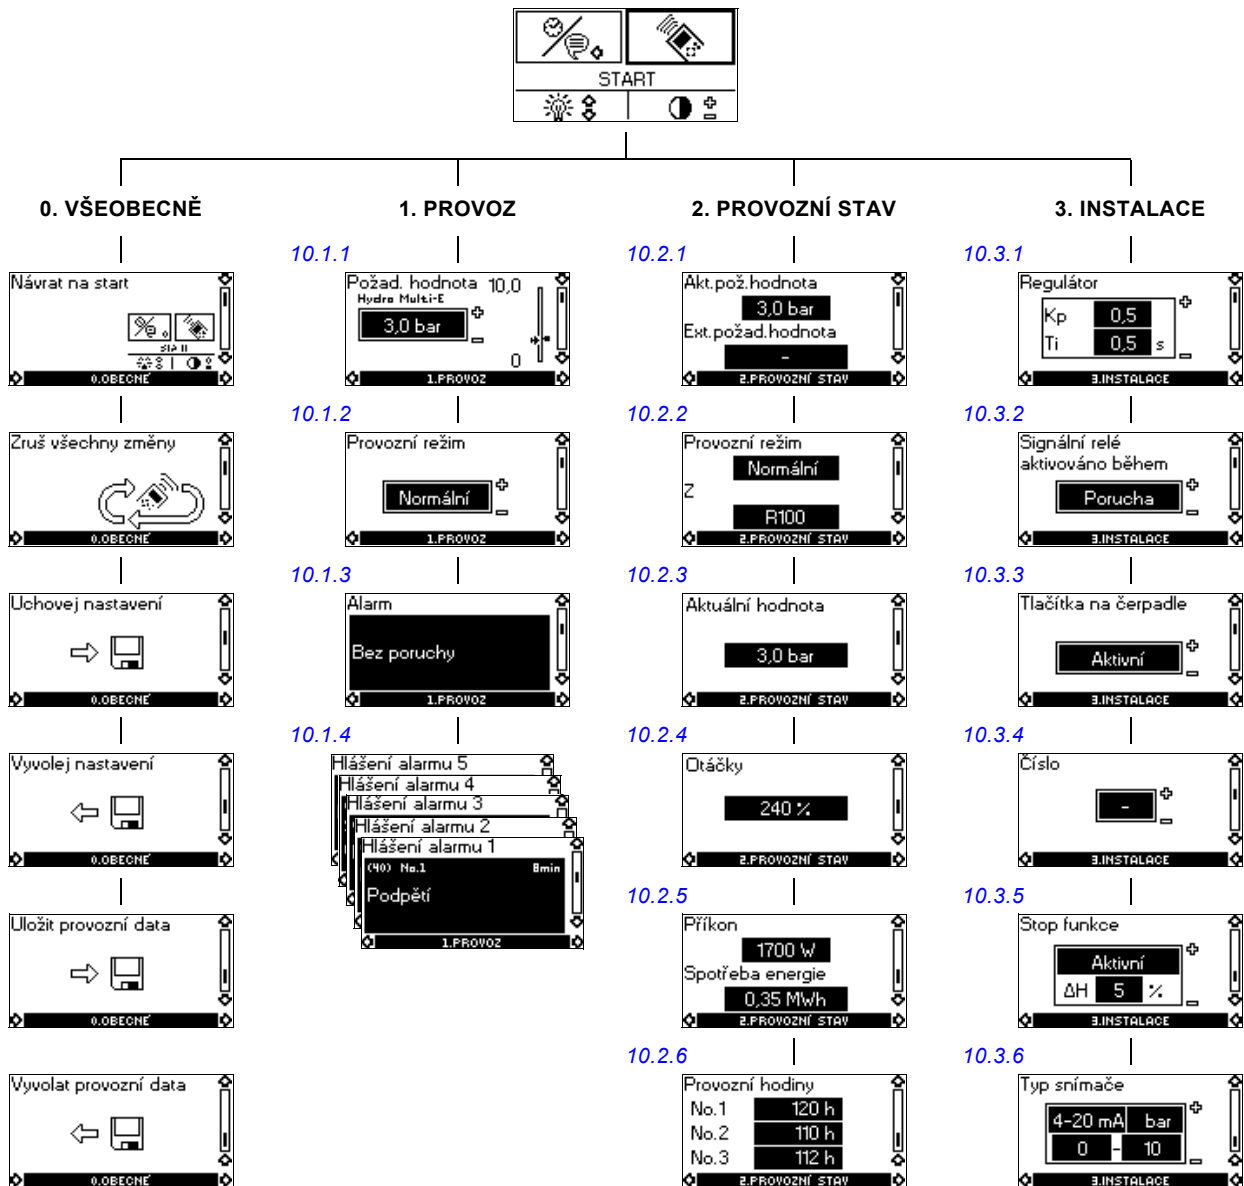 START
0. VŠEOBECNĚ
1. PROVOZ
2. PROVOZNÍ STAV
3. INSTALACE
Návrat na start
START
0.OBECNÉ
Zruš všechny změny
0.OBECNÉ
Uchovej nastavení
0.OBECNÉ
Vyvolej nastavení
0.OBECNÉ
Uložit provozní data
0.OBECNÉ
Vyvolat provozní data
0.OBECNÉ
10.1.1
Požad. hodnota 10,0
Hydro Multi-E
3,0 bar
0
1.PROVOZ
10.1.2
Provozní režim
Normální
1.PROVOZ
10.1.3
Alarm
Bez poruchy
1.PROVOZ
10.1.4
Hlášení alarmu 5
Hlášení alarmu 4
Hlášení alarmu 3
Hlášení alarmu 2
Hlášení alarmu 1
(40) No.1 8min
Podpětí
1.PROVOZ
10.2.1
Akt.pož.hodnota
3,0 bar
Ext.požad.hodnota
-
2.PROVOZNÍ STAV
10.2.2
Provozní režim
Normální
Z
R100
2.PROVOZNÍ STAV
10.2.3
Aktuální hodnota
3,0 bar
2.PROVOZNÍ STAV
10.2.4
Otáčky
240 %
2.PROVOZNÍ STAV
10.2.5
Příkon
1700 W
Spotřeba energie
0,35 MWh
2.PROVOZNÍ STAV
10.2.6
Provozní hodiny
No.1 120 h
No.2 110 h
No.3 112 h
2.PROVOZNÍ STAV
10.3.1
Regulátor
Kp 0,5
Ti 0,5 s
3.INSTALACE
10.3.2
Signální relé
aktivováno během
Porucha
3.INSTALACE
10.3.3
Tlačítka na čerpadle
Aktivní
3.INSTALACE
10.3.4
Číslo
-
3.INSTALACE
10.3.5
Stop funkce
Aktivní
ΔH 5 %
3.INSTALACE
10.3.6
Typ snímače
4-20 mA bar
0 - 10
3.INSTALACE